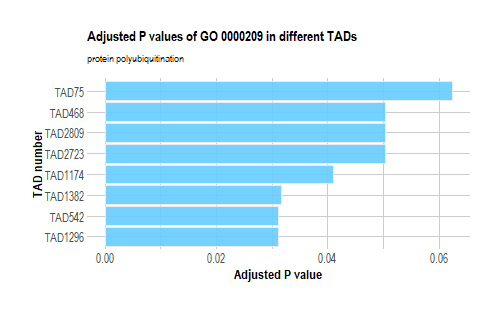 Adjusted P values of GO 0000209 in different TADs
protein polyubiquitination
TAD75
TAD468
TAD2809
TAD2723
TAD1174
TAD1382
TAD542
TAD1296
TAD number
0.00 0.02 0.04 0.06
Adjusted P value